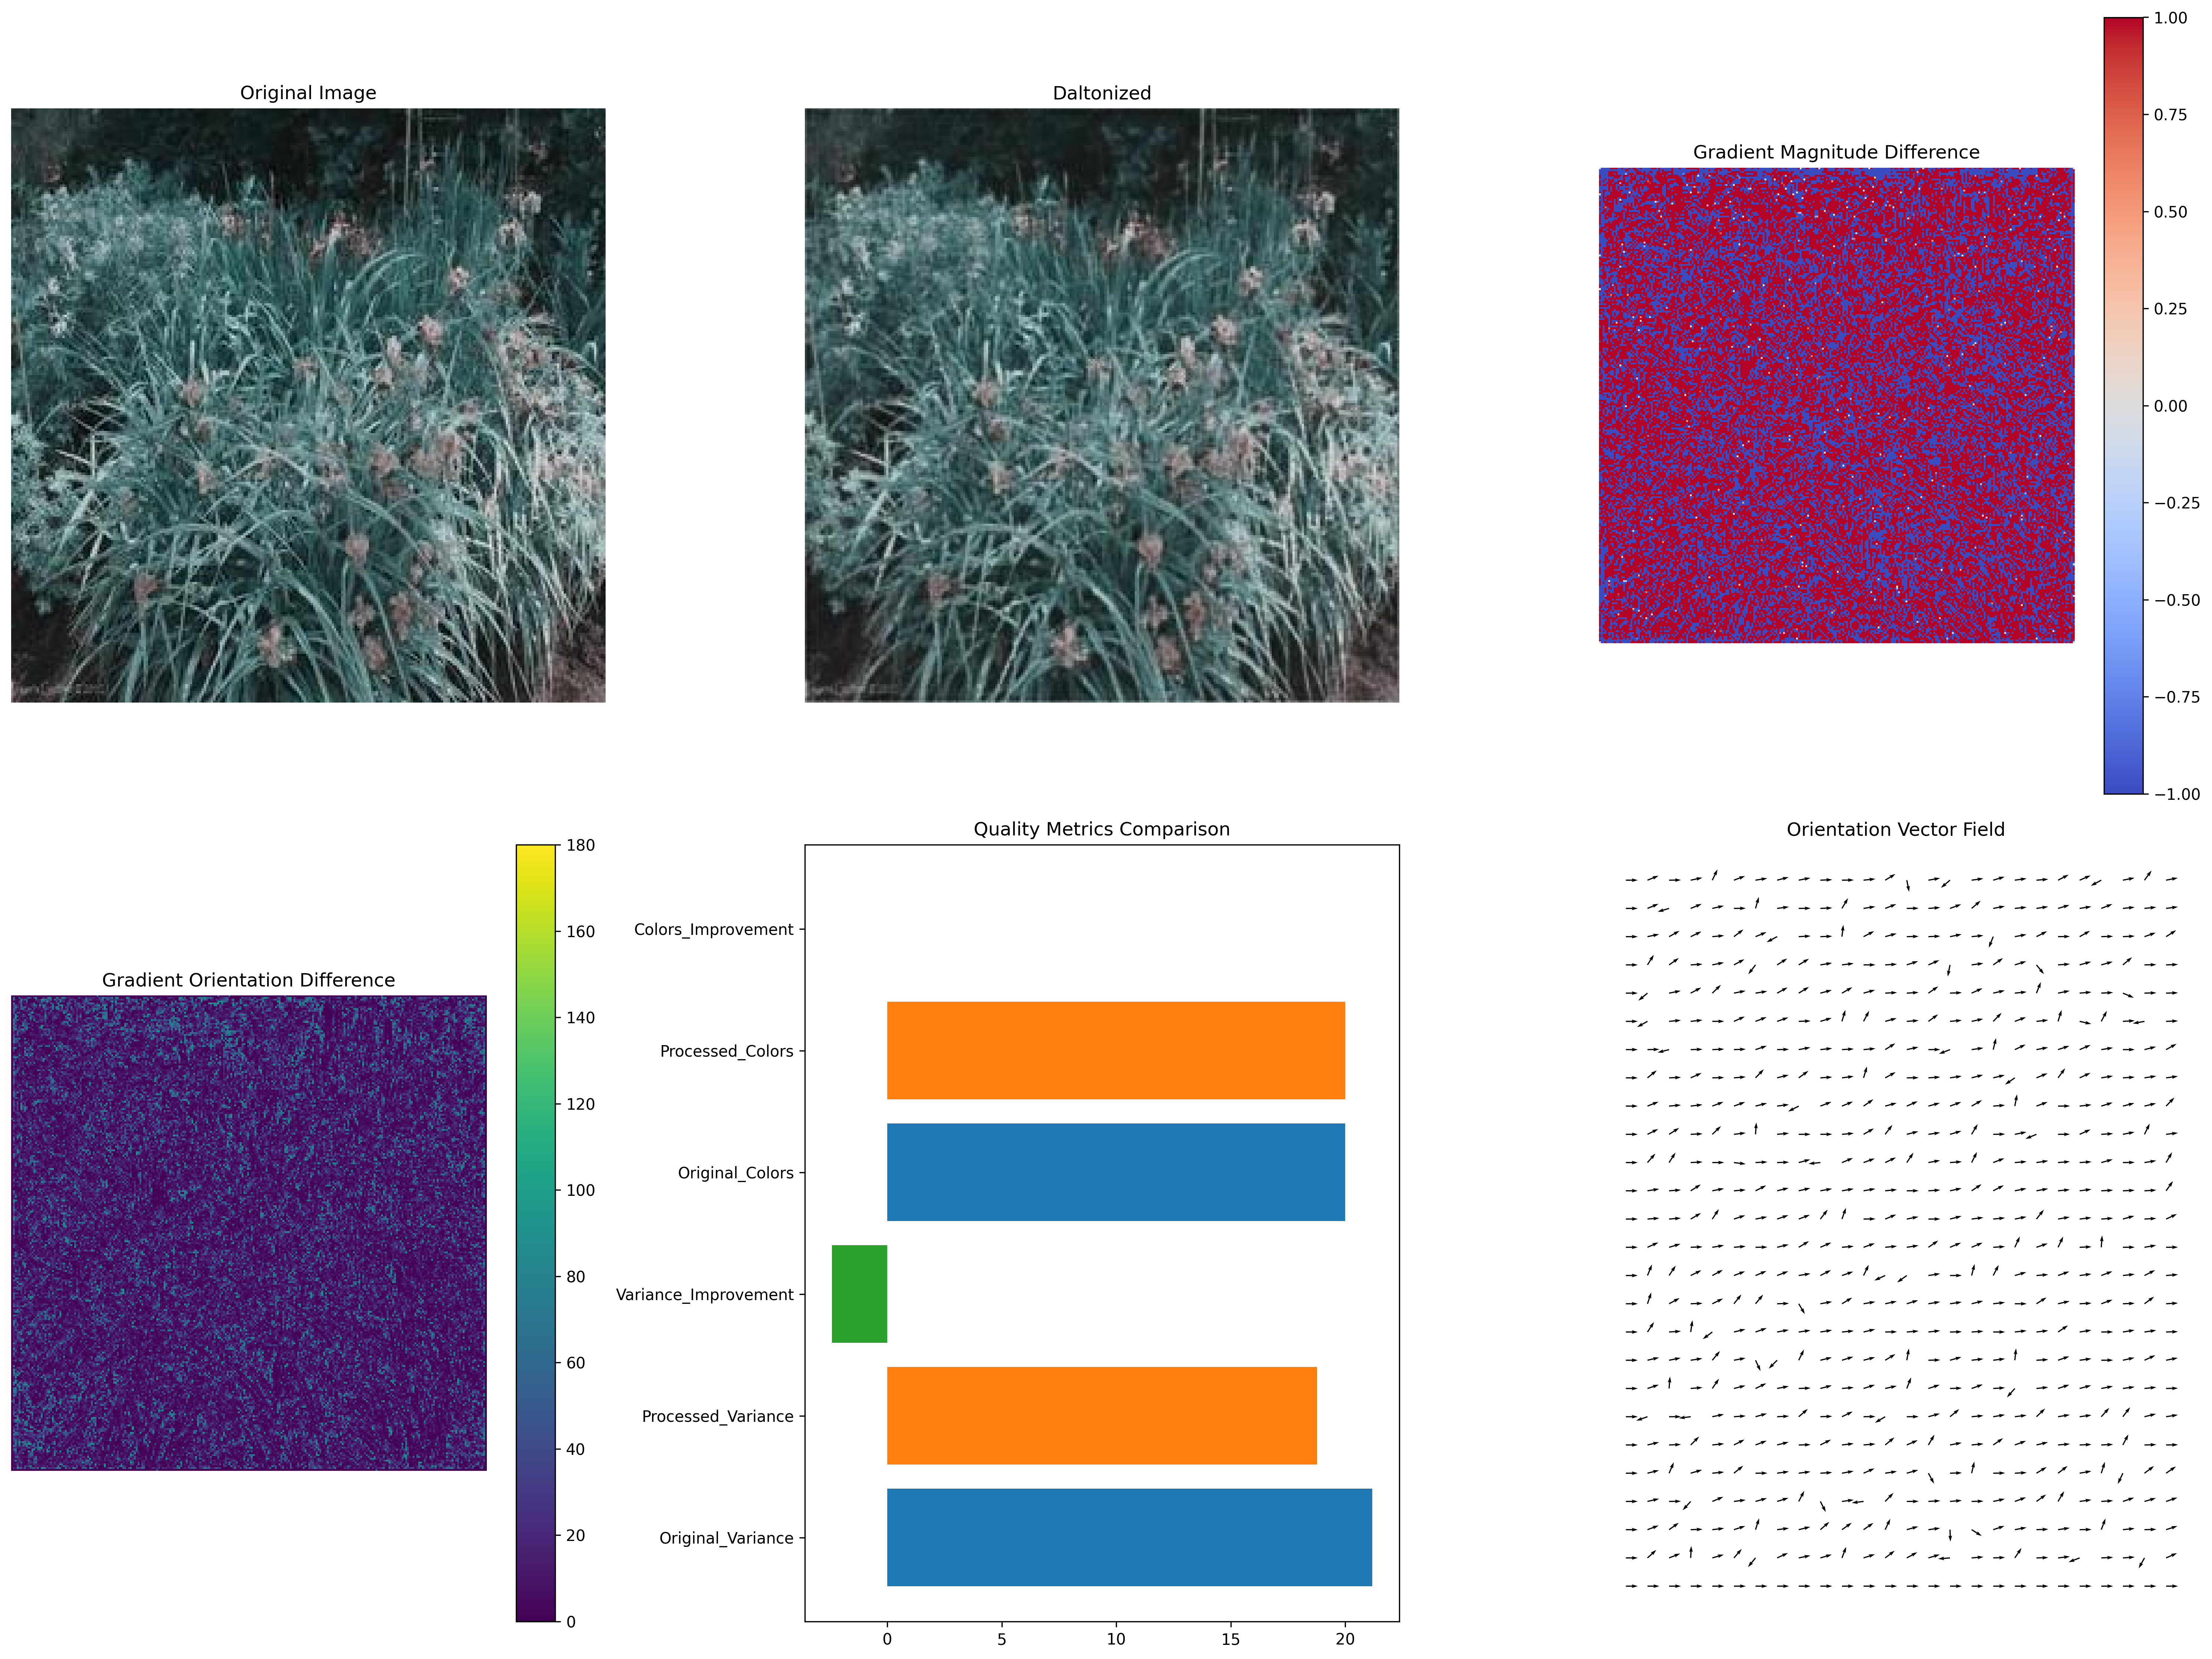 Original Image
Daltonized
Gradient Magnitude Difference
1.00
0.75
0.50
0.25
0.00
−0.25
−0.50
−0.75
−1.00
Gradient Orientation Difference
180
160
140
120
100
80
60
40
20
0
Quality Metrics Comparison
Colors_Improvement
Processed_Colors
Original_Colors
Variance_Improvement
Processed_Variance
Original_Variance
0 5 10 15 20
Orientation Vector Field